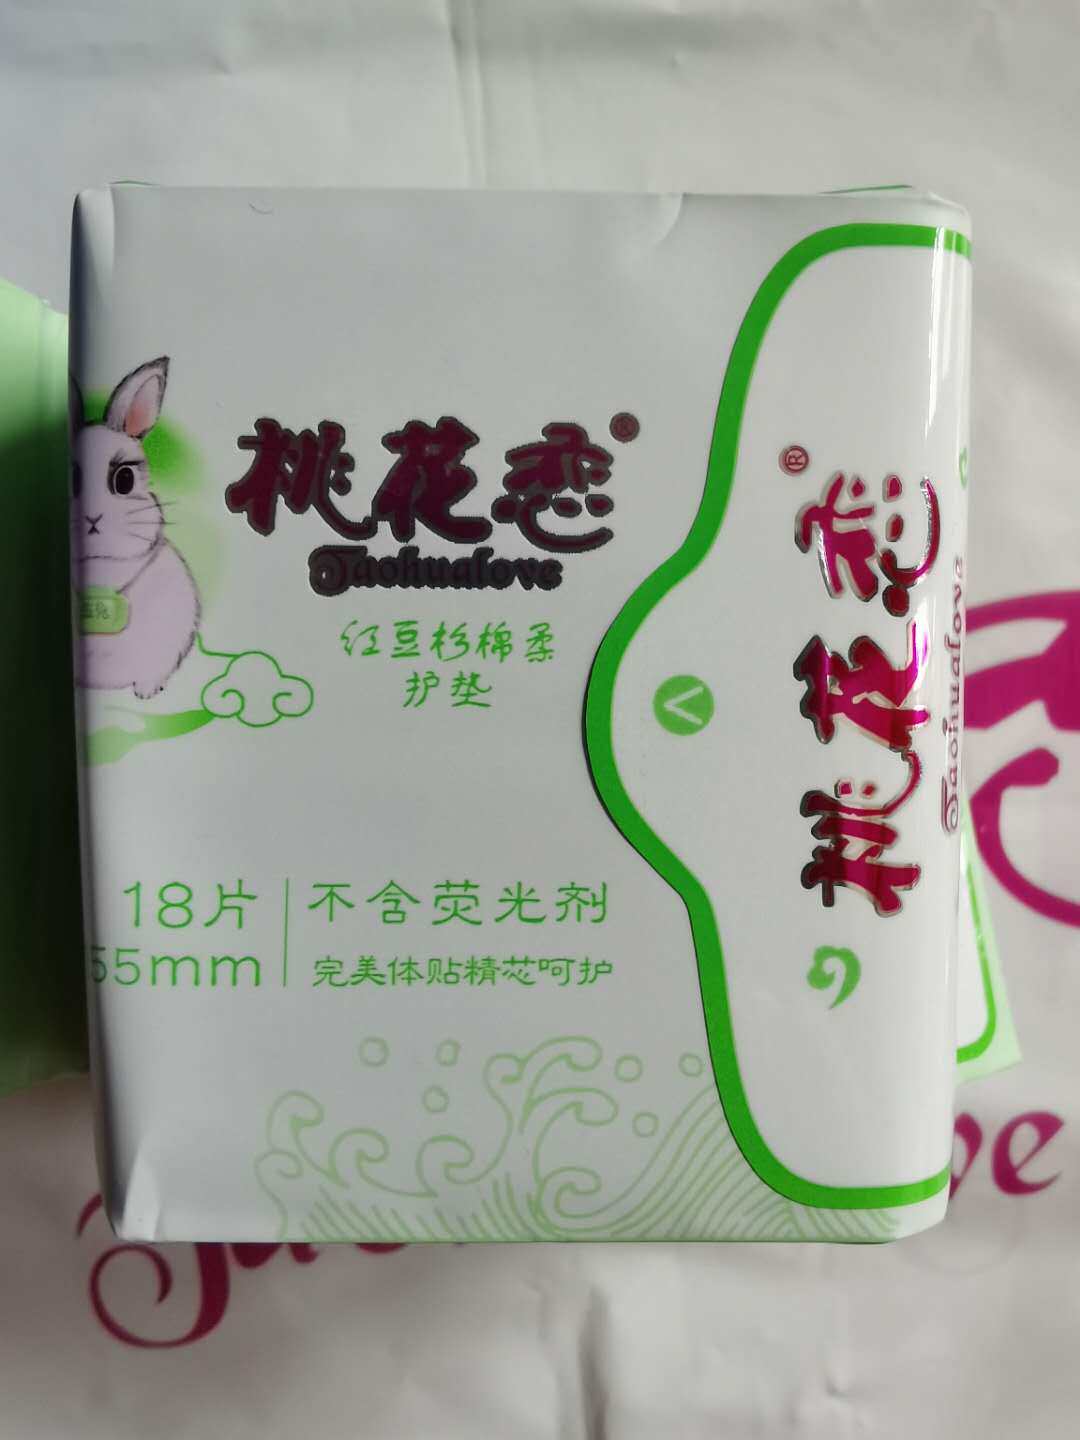 桃花恋®
Taohualove
红豆杉棉柔
护垫
18片
55mm
不含荧光剂
完美体贴精芯呵护
桃花恋®
Taohualove